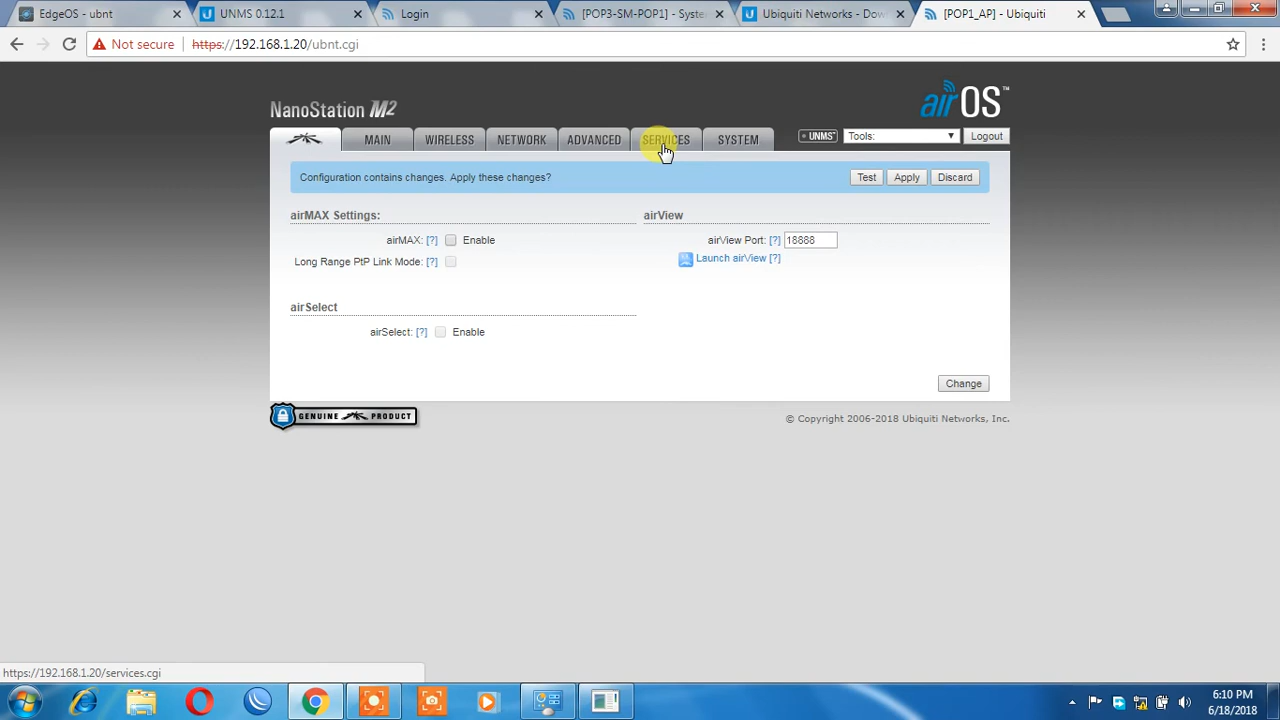 EdgeOS - ubnt
UNMS 0.12.1
Login
[POP3-SM-POP1] - Syste
Ubiquiti Networks - Dow
[POP1_AP] - Ubiquiti
Not secure
https://192.168.1.20/ubnt.cgi
NanoStation M2
airOS™
MAIN
WIRELESS
NETWORK
ADVANCED
SERVICES
SYSTEM
UNMS
Tools:
Logout
Configuration contains changes. Apply these changes?
Test
Apply
Discard
airMAX Settings:
airMAX: [?] Enable
Long Range PtP Link Mode: [?]
airView
airView Port: [?] 18888
Launch airView [?]
airSelect
airSelect: [?] Enable
Change
GENUINE PRODUCT
© Copyright 2006-2018 Ubiquiti Networks, Inc.
https://192.168.1.20/services.cgi
6:10 PM
6/18/2018